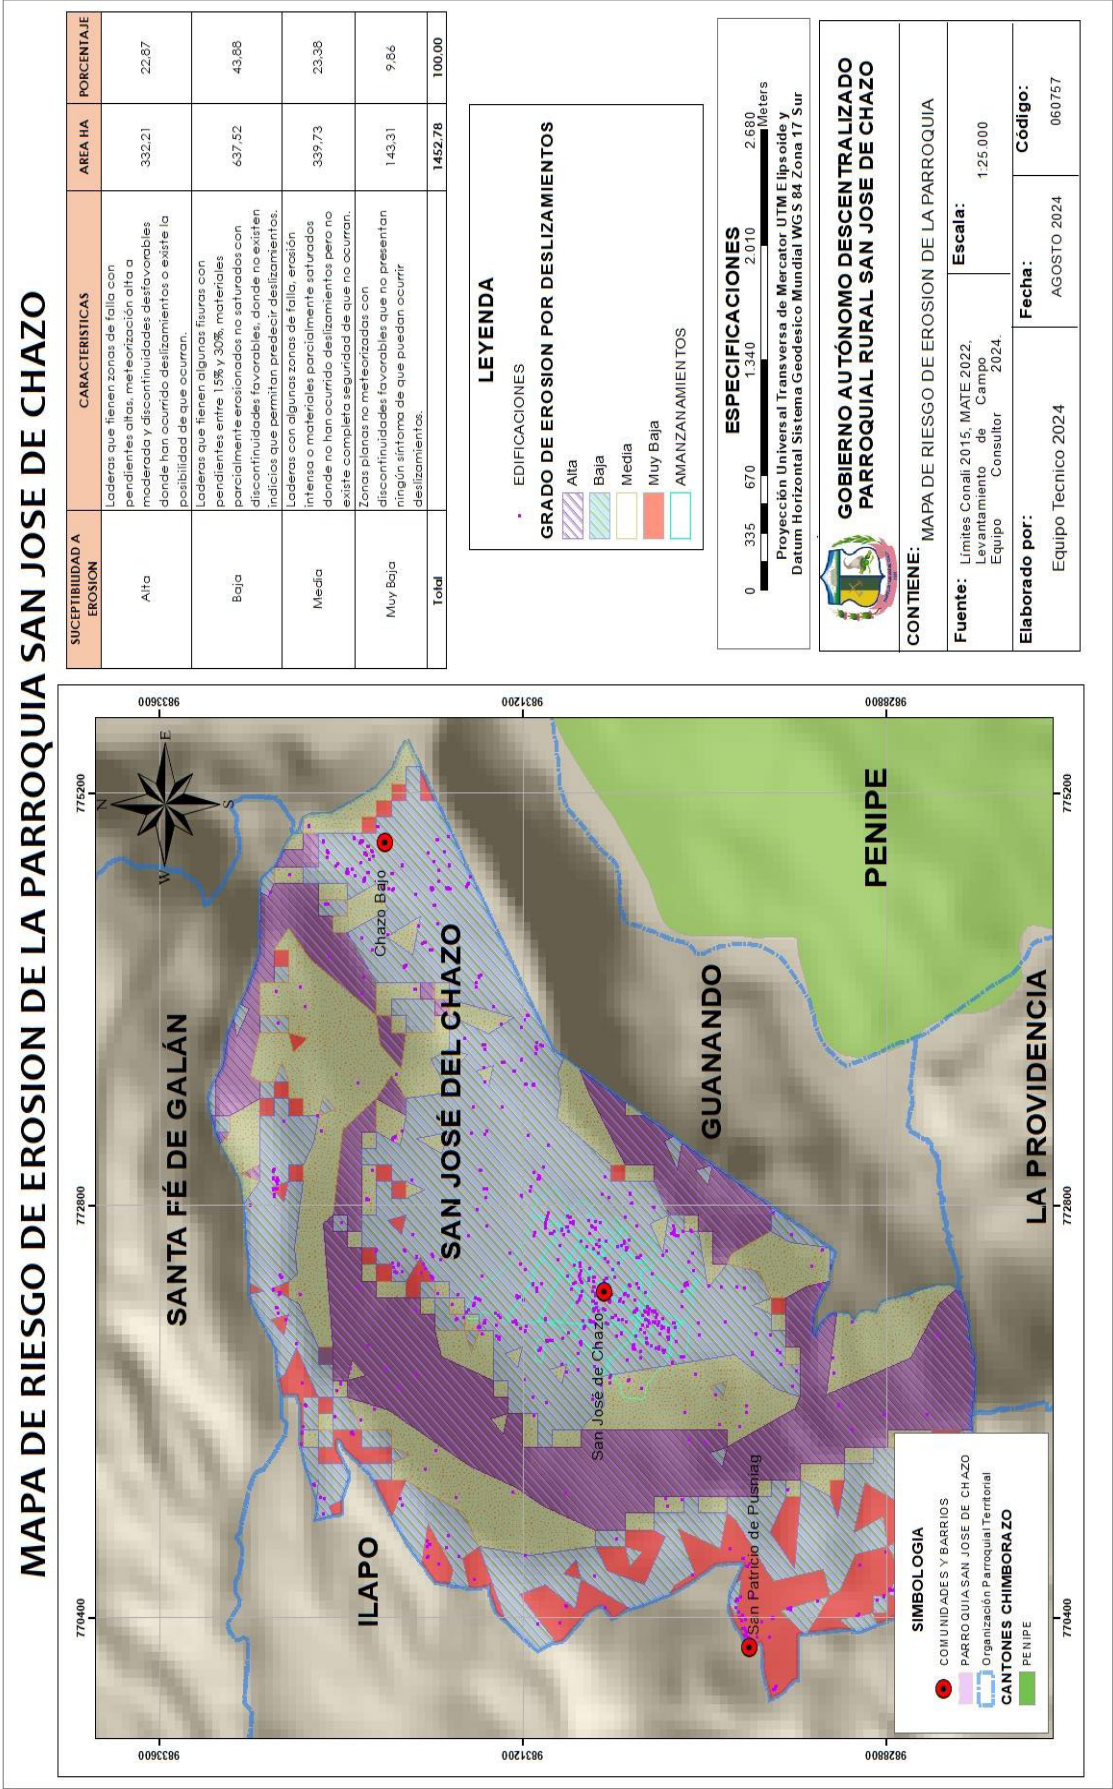 MAPA DE RIESGO DE EROSION DE LA PARROQUIA SAN JOSE DE CHAZO
775200
772800
770400
9833600
9831200
9828800
N
S
E
W
SANTA FÉ DE GALÁN
ILAPO
SAN JOSÉ DEL CHAZO
GUANANDO
PENIPE
LA PROVIDENCIA
Chazo Bajo
San José de Chazo
San Patricio de Pusniag
9833600
9831200
9828800
770400
772800
775200
SIMBOLOGIA
COMUNIDADES Y BARRIOS
PARROQUIA SAN JOSE DE CHAZO
Organización Parroquial Territorial
CANTONES CHIMBORAZO
PENIPE
SUCEPTIBILIDAD A
EROSION
CARACTERISTICAS
AREA HA
PORCENTAJE
Alta
Laderas que tienen zonas de falla con
pendientes altas, meteorización alta a
moderada y discontinuidades desfavorables
donde han ocurrido deslizamientos o existe la
posibilidad de que ocurran.
332,21
22,87
Baja
Laderas que tienen algunas fisuras con
pendientes entre 15% y 30%, materiales
parcialmente erosionados no saturados con
discontinuidades favorables, donde no existen
indicios que permitan predecir deslizamientos.
637,52
43,88
Media
Laderas con algunas zonas de falla, erosión
intensa o materiales parcialmente saturados
donde no han ocurrido deslizamientos pero no
existe completa seguridad de que no ocurran.
339,73
23,38
Muy Baja
Zonas planas no meteorizadas con
discontinuidades favorables que no presentan
ningún síntoma de que puedan ocurrir
deslizamientos.
143,31
9,86
Total
1452,78
100,00
LEYENDA
EDIFICACIONES
GRADO DE EROSION POR DESLIZAMIENTOS
Alta
Baja
Media
Muy Baja
AMANZANAMIENTOS
ESPECIFICACIONES
0 335 670 1.340 2.010 2.680
Meters
Proyección Universal Transversa de Mercator UTM Elipsoide y
Datum Horizontal Sistema Geodesico Mundial WGS 84 Zona 17 Sur
GOBIERNO AUTÓNOMO DESCENTRALIZADO
PARROQUIAL RURAL SAN JOSE DE CHAZO
CONTIENE:
MAPA DE RIESGO DE EROSION DE LA PARROQUIA
Fuente: Límites Conali 2015, MATE 2022,
Levantamiento de Campo
Equipo Consultor 2024.
Escala:
1:25.000
Elaborado por:
Equipo Tecnico 2024
Fecha:
AGOSTO 2024
Código:
060757